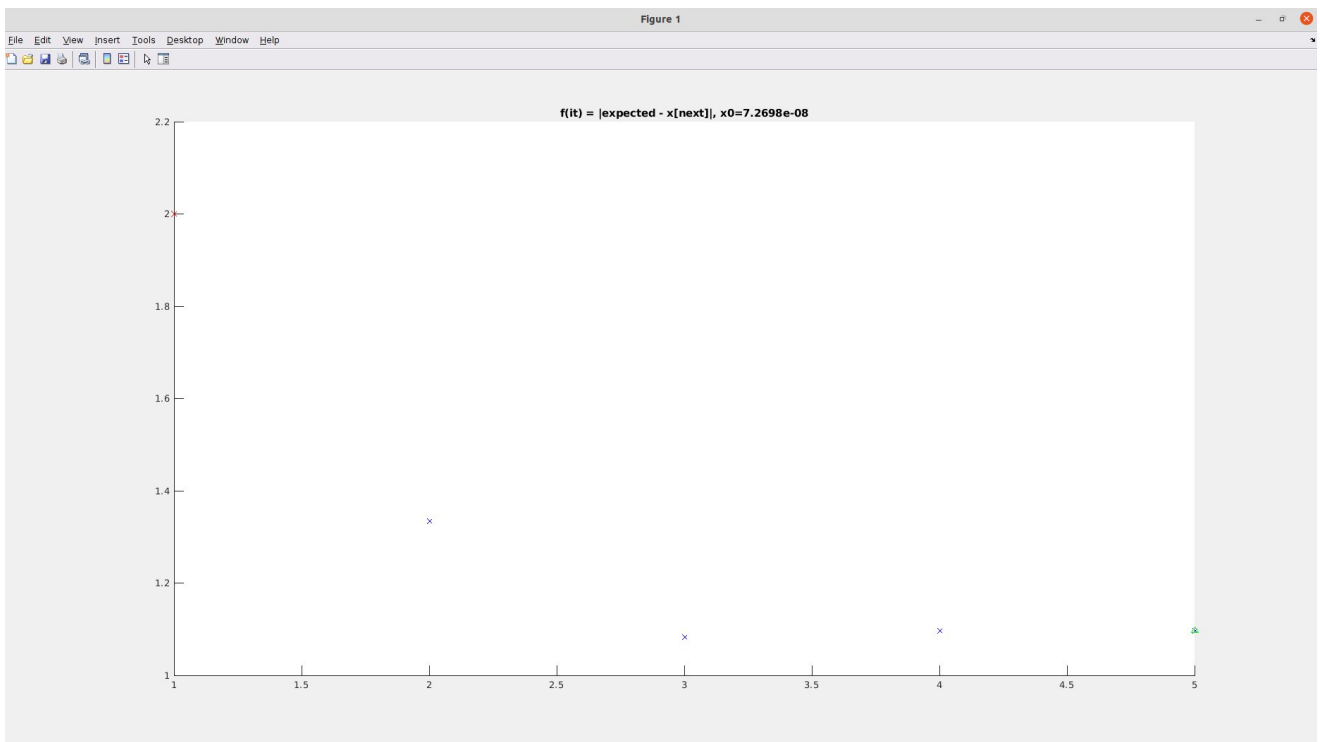 Figure 1
File Edit View Insert Tools Desktop Window Help
f(it) = |expected - x[next]|, x0=7.2698e-08
2.2
2
1.8
1.6
1.4
1.2
1
1 1.5 2 2.5 3 3.5 4 4.5 5